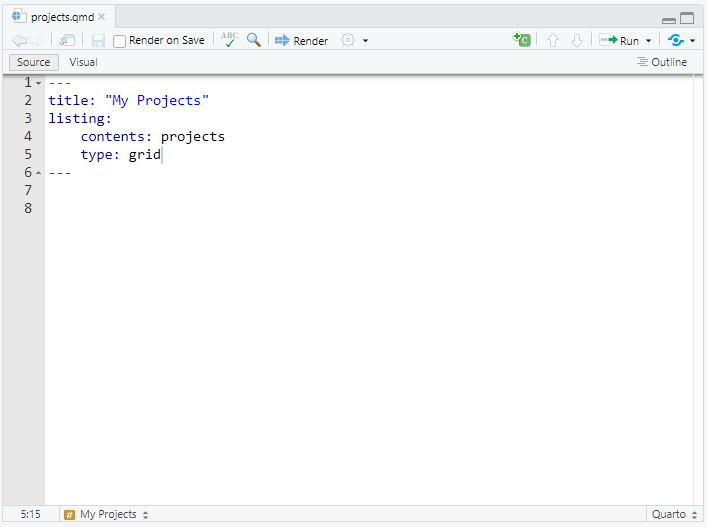 projects.qmd
Render on Save ABC Render Run
Source Visual Outline
1 ---
2 title: "My Projects"
3 listing:
4     contents: projects
5     type: grid
6 ---
7
8
5:15 # My Projects Quarto